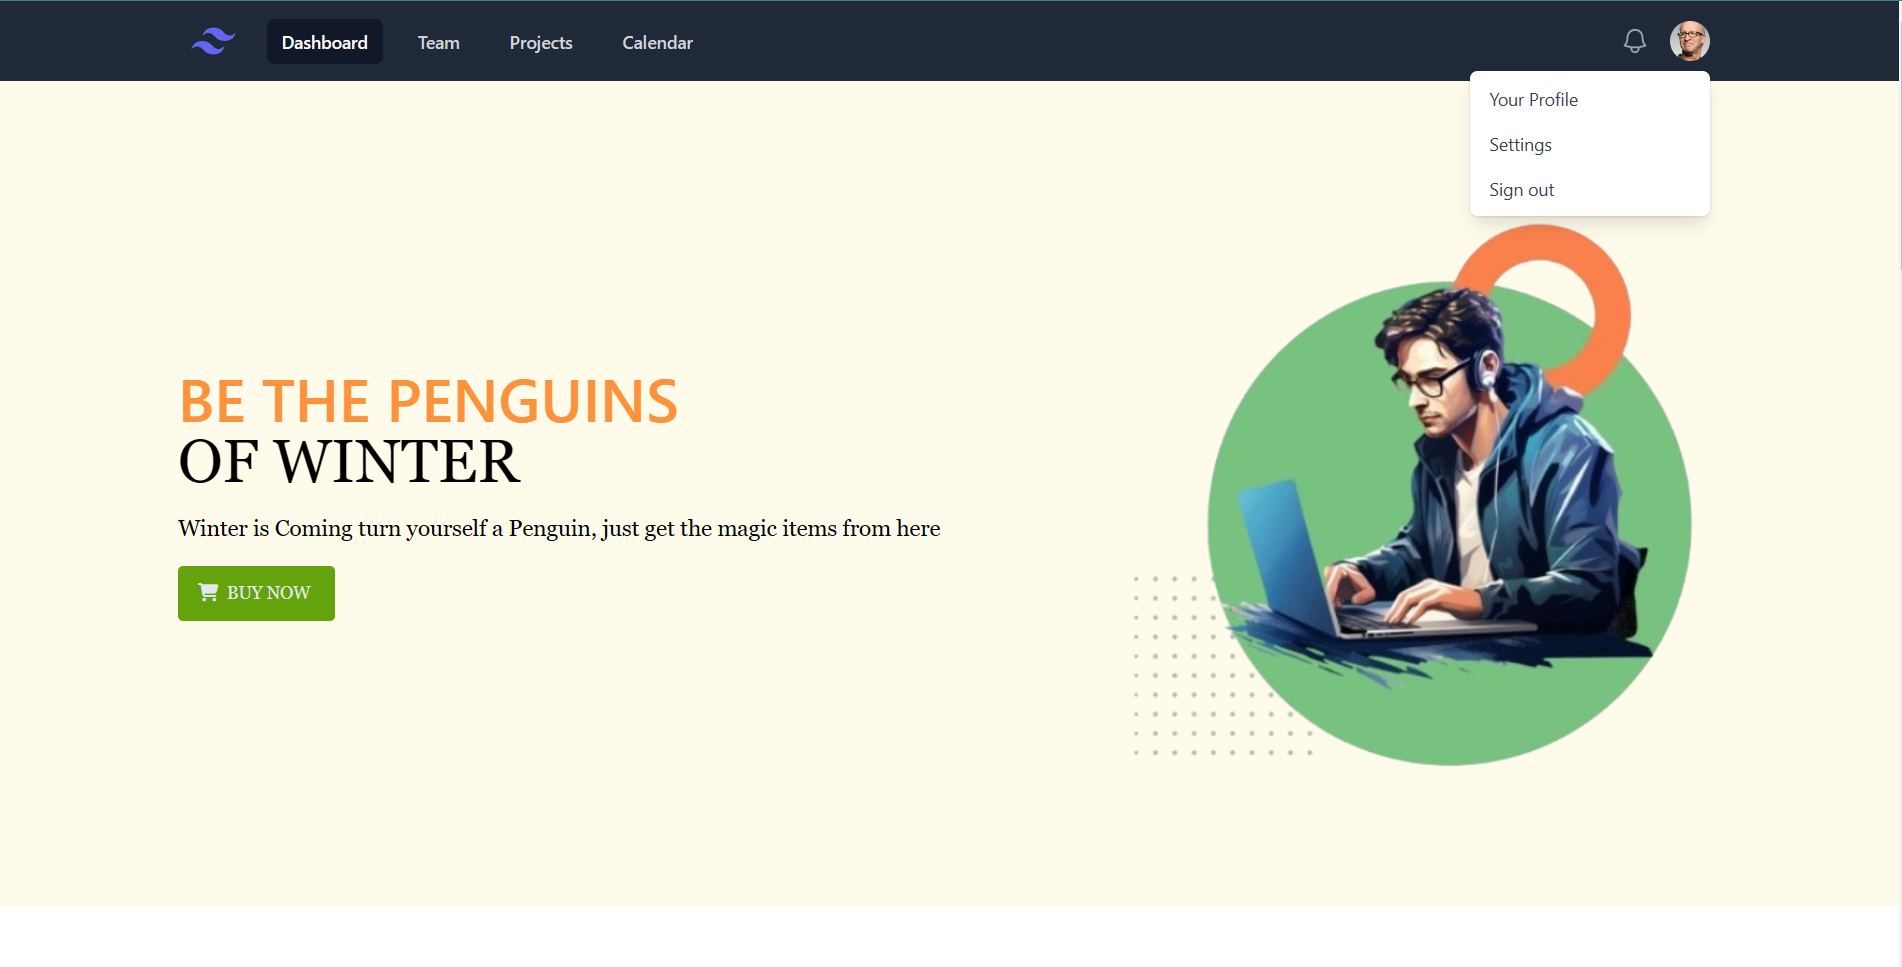 Dashboard
Team
Projects
Calendar
Your Profile
Settings
Sign out
BE THE PENGUINS
OF WINTER
Winter is Coming turn yourself a Penguin, just get the magic items from here
BUY NOW